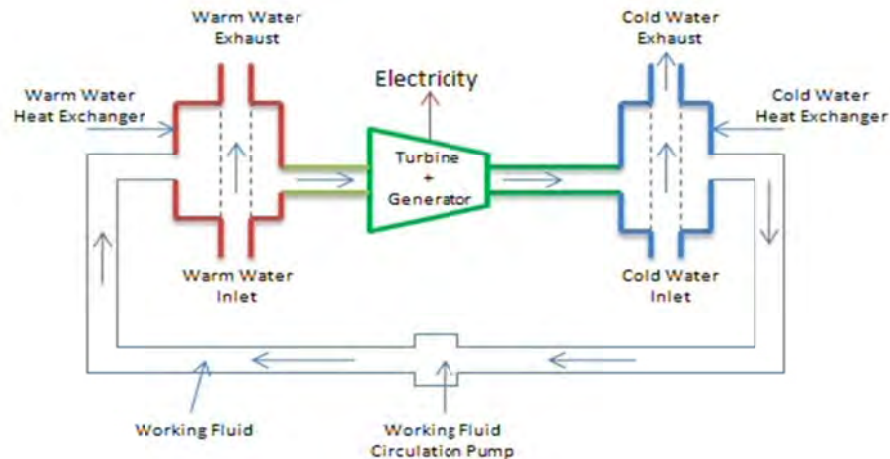 Warm Water
Exhaust
Cold Water
Exhaust
Electricity
Warm Water
Heat Exchanger
Cold Water
Heat Exchanger
Turbine
+
Generator
Warm Water
Inlet
Cold Water
Inlet
Working Fluid
Working Fluid
Circulation Pump